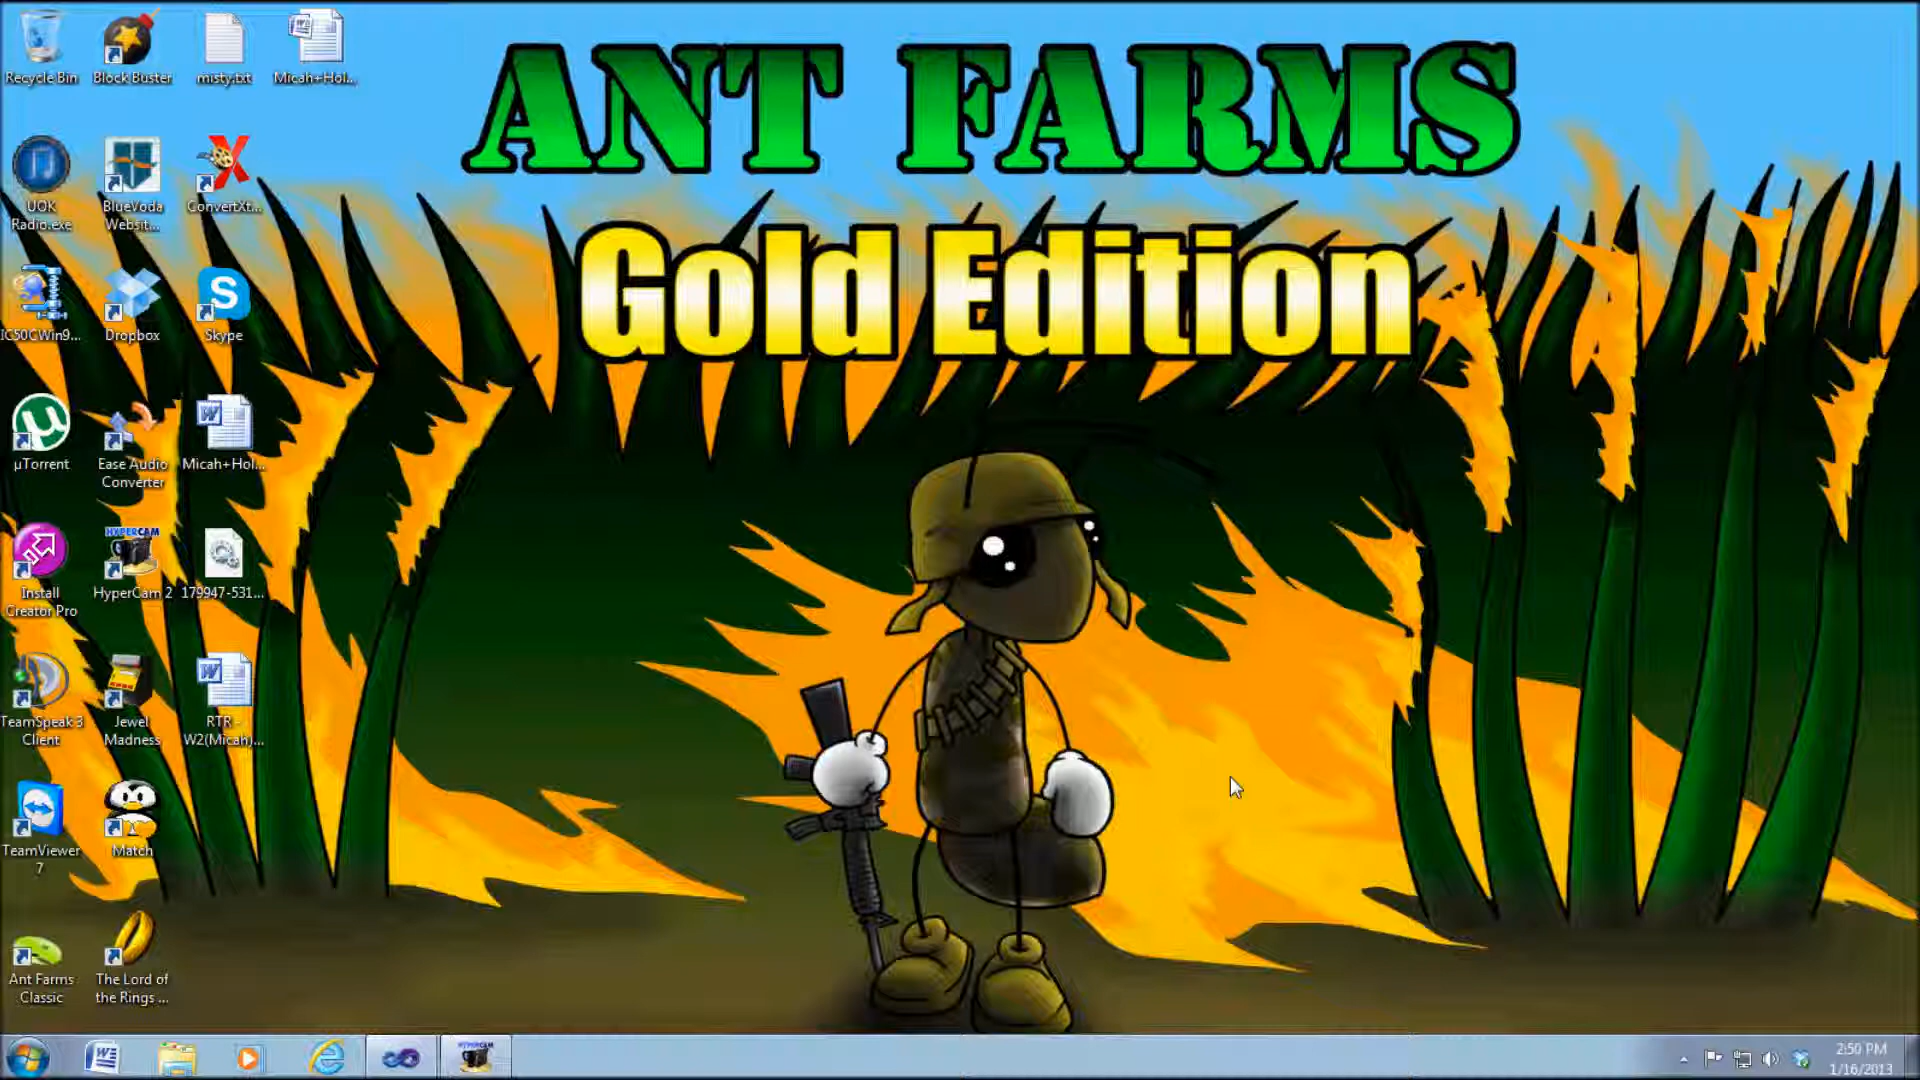 ANT FARMS
Gold Edition
Recycle Bin
Block Buster
misty.txt
Micah+Hol...
UOK
Radio.exe
BlueVoda
Websit...
ConvertXt...
IC50CWin9...
Dropbox
Skype
µTorrent
Ease Audio
Converter
Micah+Hol...
Install
Creator Pro
HYPERCAM
HyperCam 2
179947-531...
TeamSpeak 3
Client
Jewel
Madness
RTR -
W2(Micah)...
TeamViewer
7
Match
Ant Farms
Classic
The Lord of
the Rings ...
HYPERCAM
2:50 PM
1/16/2013